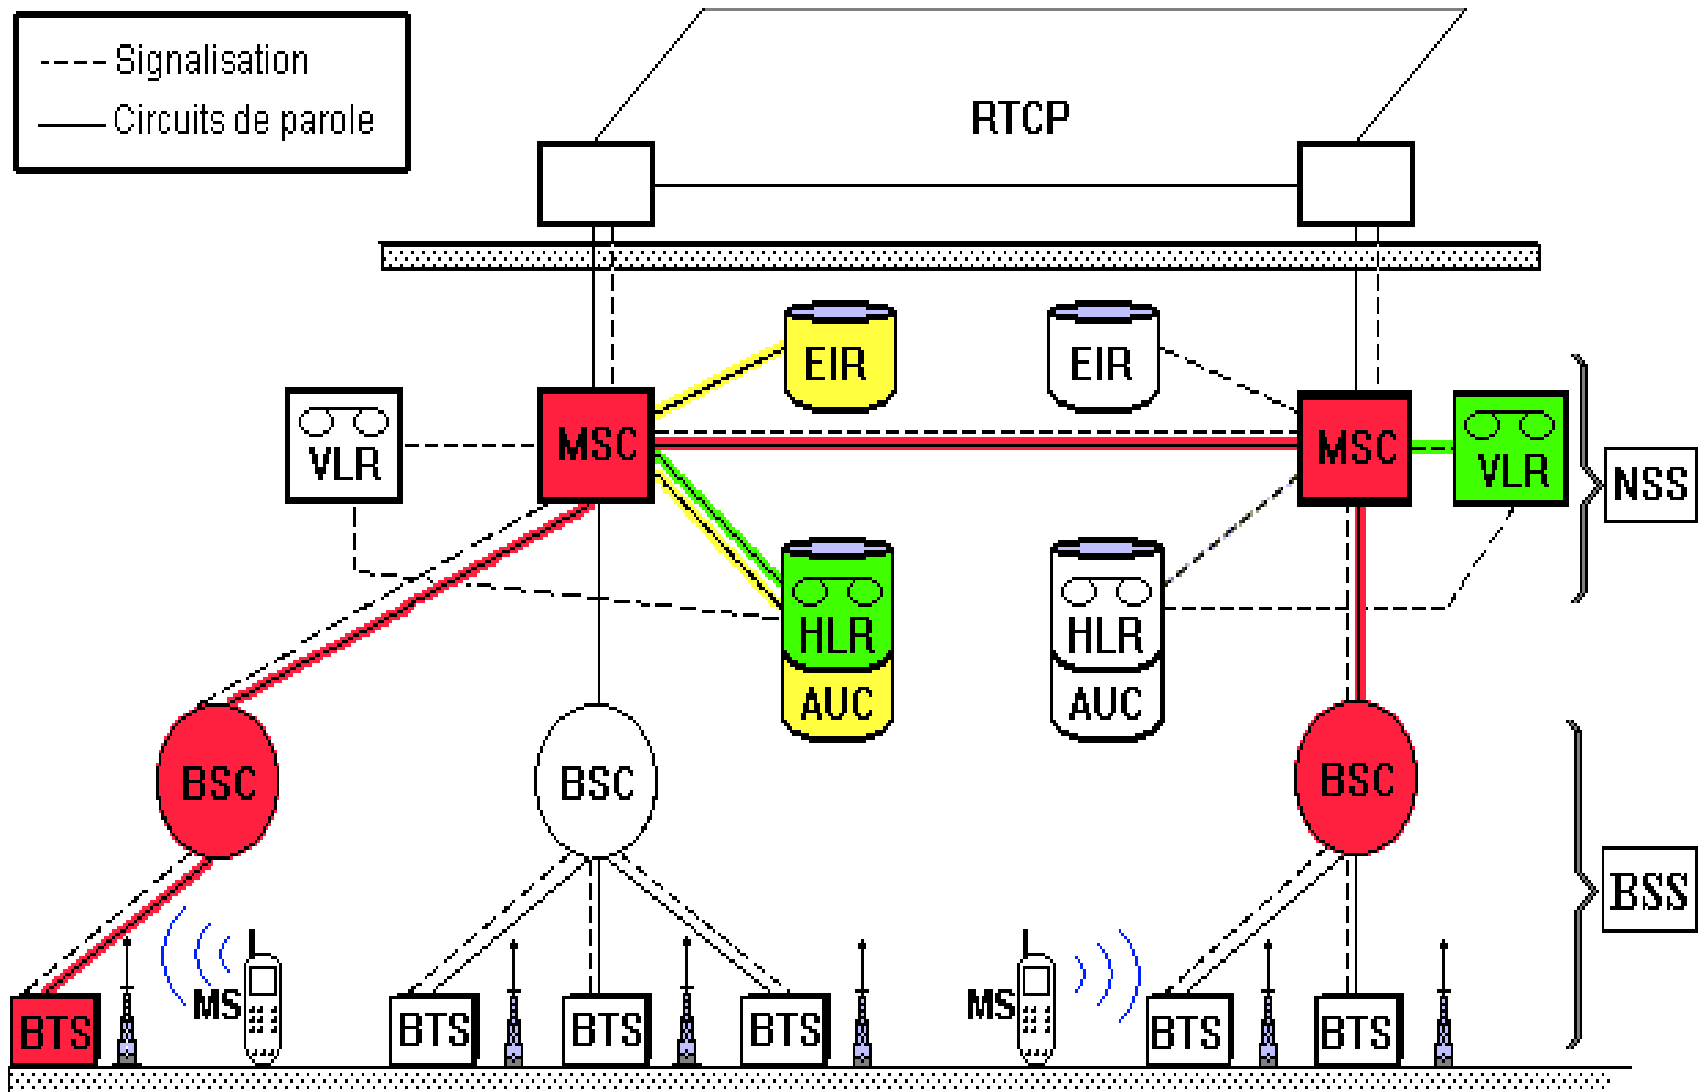 Signalisation
Circuits de parole
RTCP
EIR
EIR
VLR
MSC
MSC
VLR
NSS
HLR
HLR
AUC
AUC
BSC
BSC
BSC
BSS
MS
MS
BTS
BTS
BTS
BTS
BTS
BTS